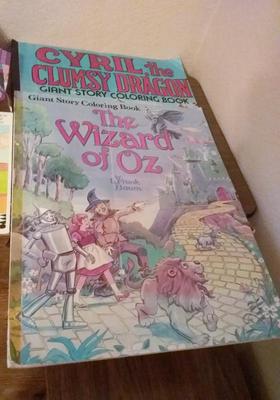 CYRIL, the
CLUMSY DRAGON
GIANT STORY COLORING BOOK
Giant Story Coloring Book
The
Wizard
of Oz
L. Frank
Baum